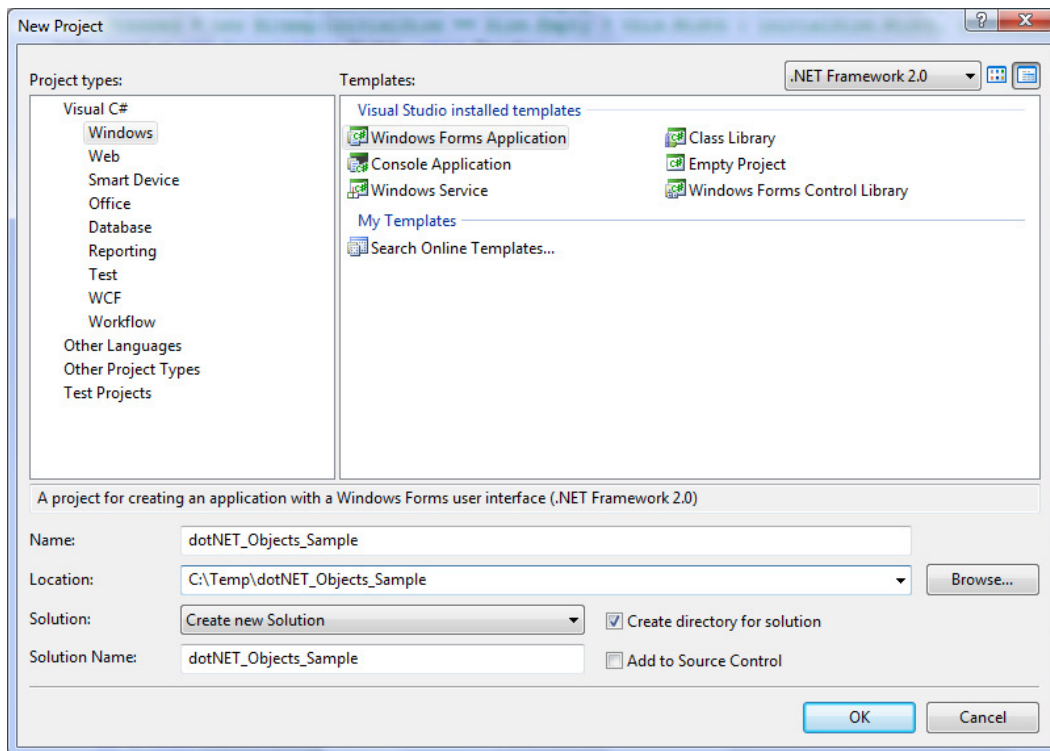 New Project
Project types:
Templates:
.NET Framework 2.0
Visual C#
Windows
Web
Smart Device
Office
Database
Reporting
Test
WCF
Workflow
Other Languages
Other Project Types
Test Projects
Visual Studio installed templates
Windows Forms Application
Class Library
Console Application
Empty Project
Windows Service
Windows Forms Control Library
My Templates
Search Online Templates...
A project for creating an application with a Windows Forms user interface (.NET Framework 2.0)
Name:
dotNET_Objects_Sample
Location:
C:\Temp\dotNET_Objects_Sample
Browse...
Solution:
Create new Solution
Create directory for solution
Solution Name:
dotNET_Objects_Sample
Add to Source Control
OK
Cancel